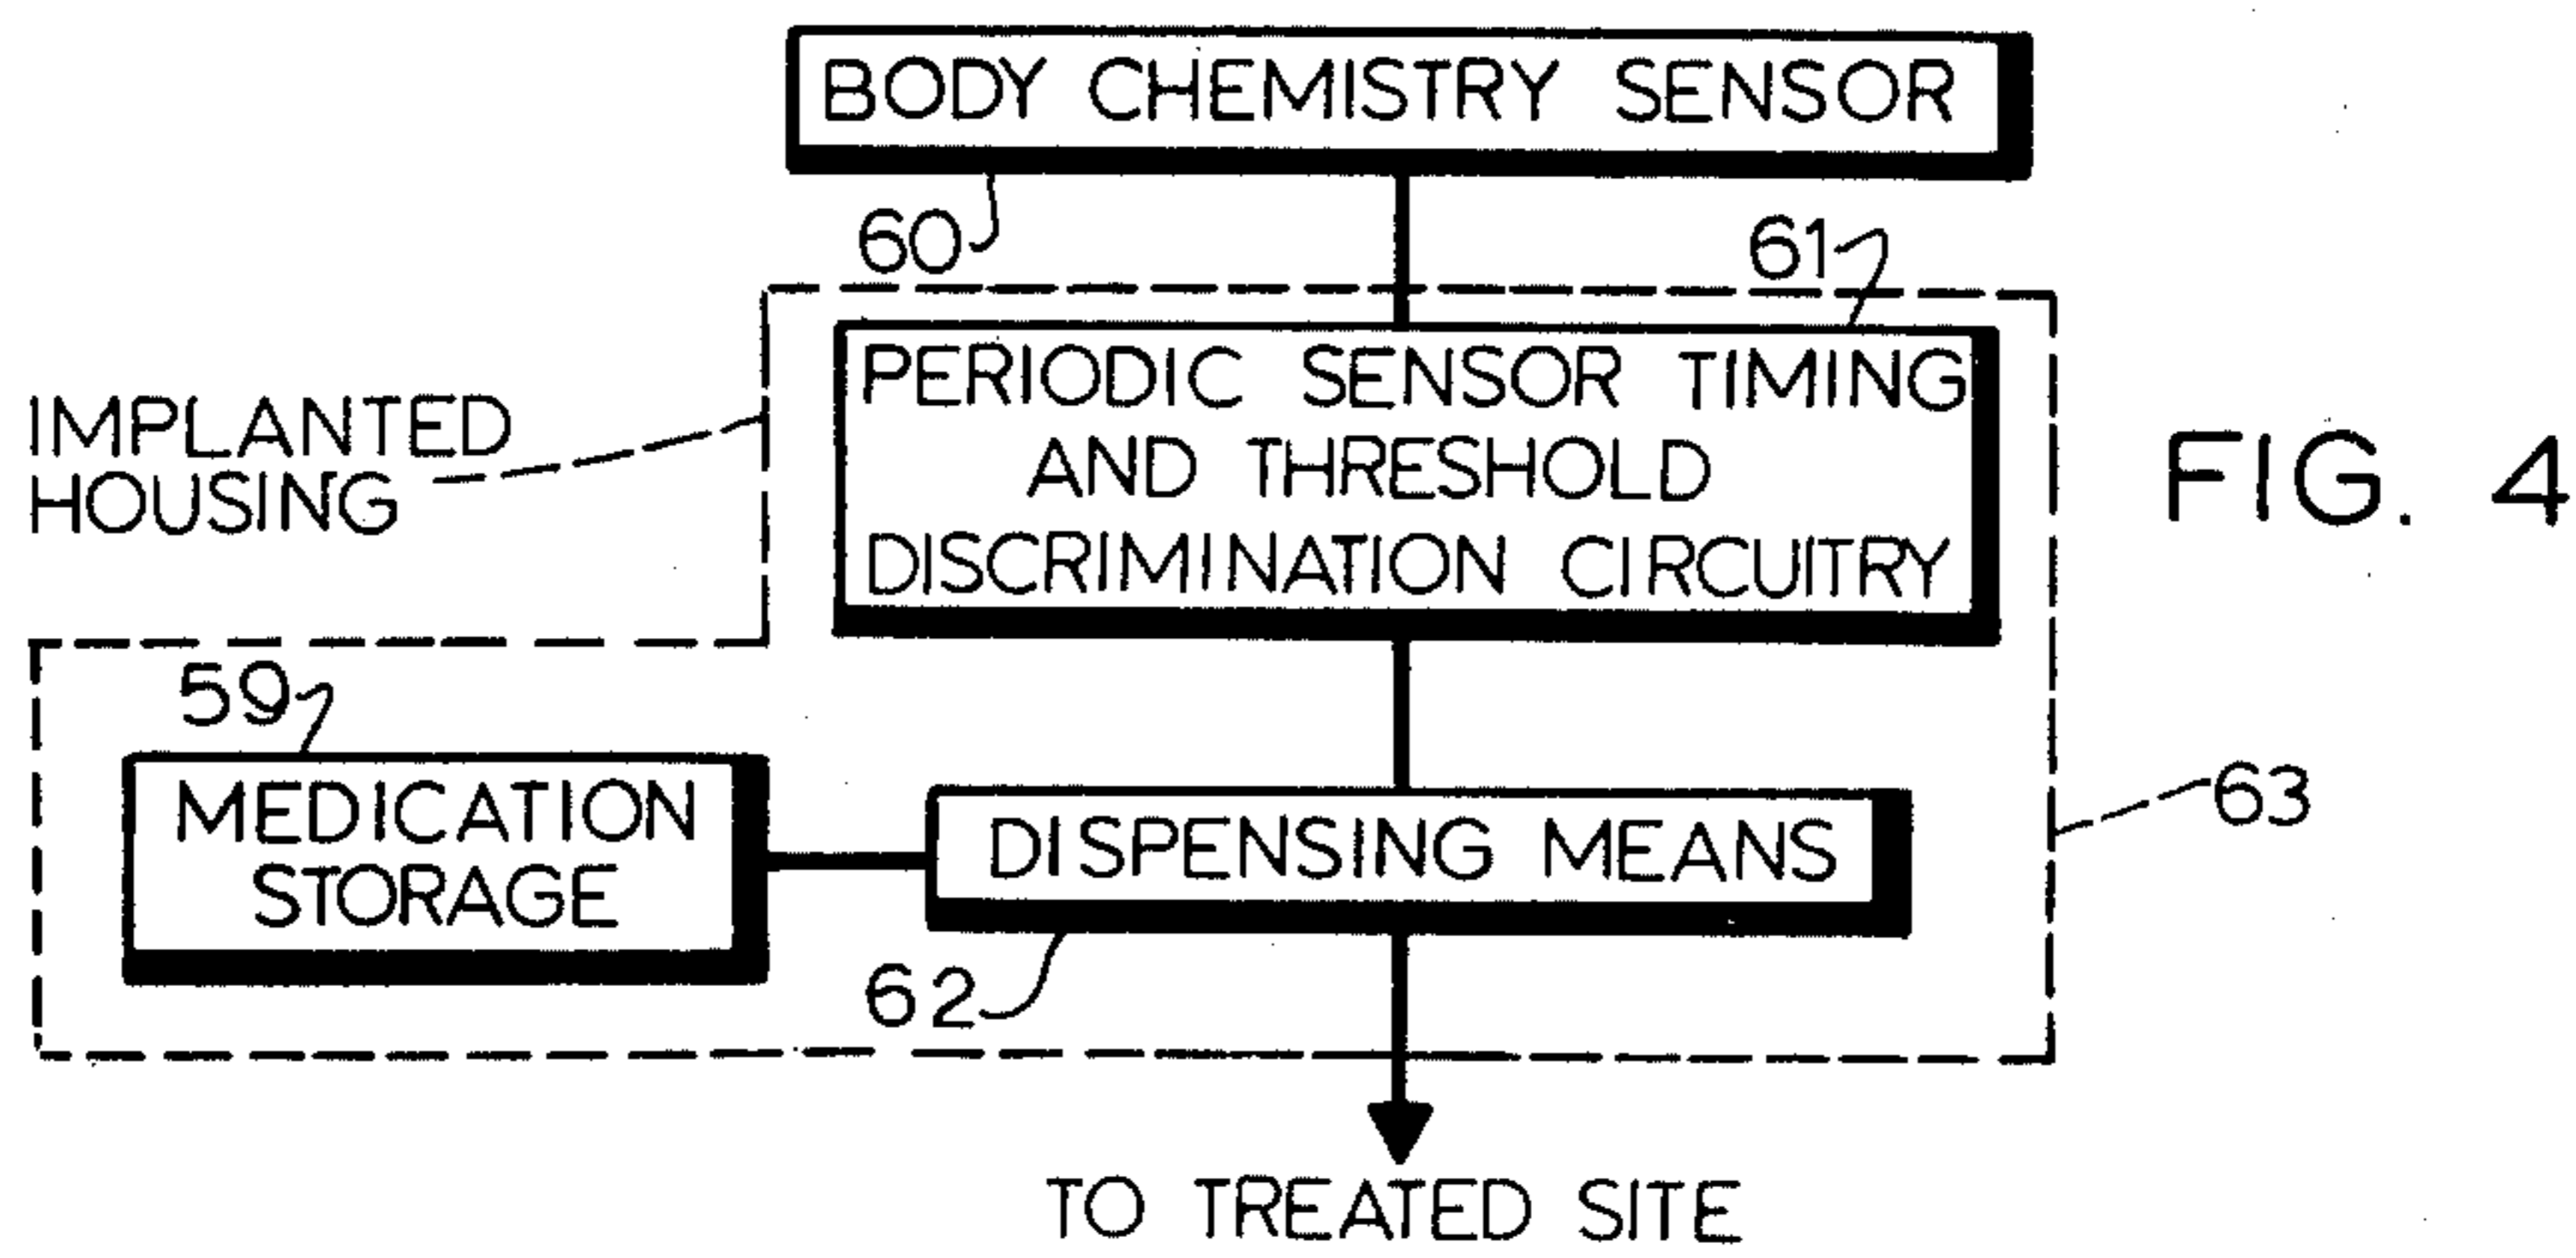 BODY CHEMISTRY SENSOR
60
61
PERIODIC SENSOR TIMING
AND THRESHOLD
DISCRIMINATION CIRCUITRY
IMPLANTED
HOUSING
FIG. 4
59
MEDICATION
STORAGE
DISPENSING MEANS
63
62
TO TREATED SITE